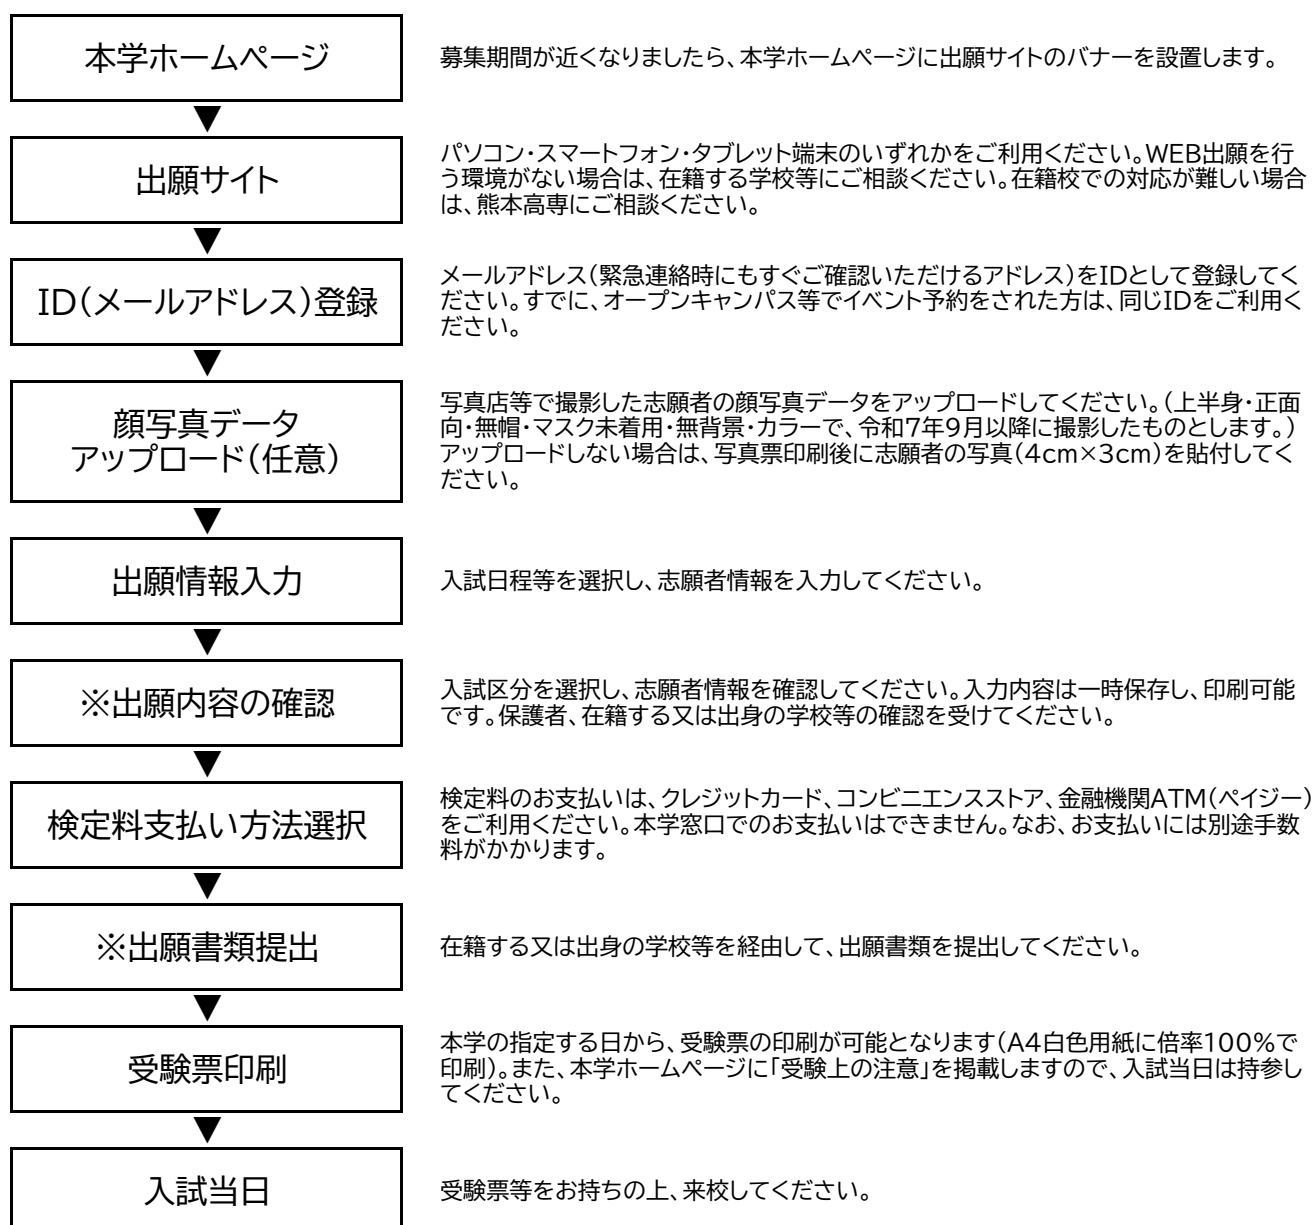 本学ホームページ
募集期間が近くなりましたら、本学ホームページに出願サイトのバナーを設置します。
▼
出願サイト
パソコン・スマートフォン・タブレット端末のいずれかをご利用ください。WEB出願を行
う環境がない場合は、在籍する学校等にご相談ください。在籍校での対応が難しい場合
は、熊本高専にご相談ください。
▼
ID(メールアドレス)登録
メールアドレス(緊急連絡時にもすぐご確認いただけるアドレス)をIDとして登録してく
ださい。すでに、オープンキャンパス等でイベント予約をされた方は、同じIDをご利用く
ださい。
▼
顔写真データ
アップロード(任意)
写真店等で撮影した志願者の顔写真データをアップロードしてください。(上半身・正面
向・無帽・マスク未着用・無背景・カラーで、令和7年9月以降に撮影したものとします。)
アップロードしない場合は、写真票印刷後に志願者の写真(4cm×3cm)を貼付してく
ださい。
▼
出願情報入力
入試日程等を選択し、志願者情報を入力してください。
▼
※出願内容の確認
入試区分を選択し、志願者情報を確認してください。入力内容は一時保存し、印刷可能
です。保護者、在籍する又は出身の学校等の確認を受けてください。
▼
検定料支払い方法選択
検定料のお支払いは、クレジットカード、コンビニエンスストア、金融機関ATM(ペイジー)
をご利用ください。本学窓口でのお支払いはできません。なお、お支払いには別途手数
料がかかります。
▼
※出願書類提出
在籍する又は出身の学校等を経由して、出願書類を提出してください。
▼
受験票印刷
本学の指定する日から、受験票の印刷が可能となります(A4白色用紙に倍率100%で
印刷)。また、本学ホームページに「受験上の注意」を掲載しますので、入試当日は持参し
てください。
▼
入試当日
受験票等をお持ちの上、来校してください。